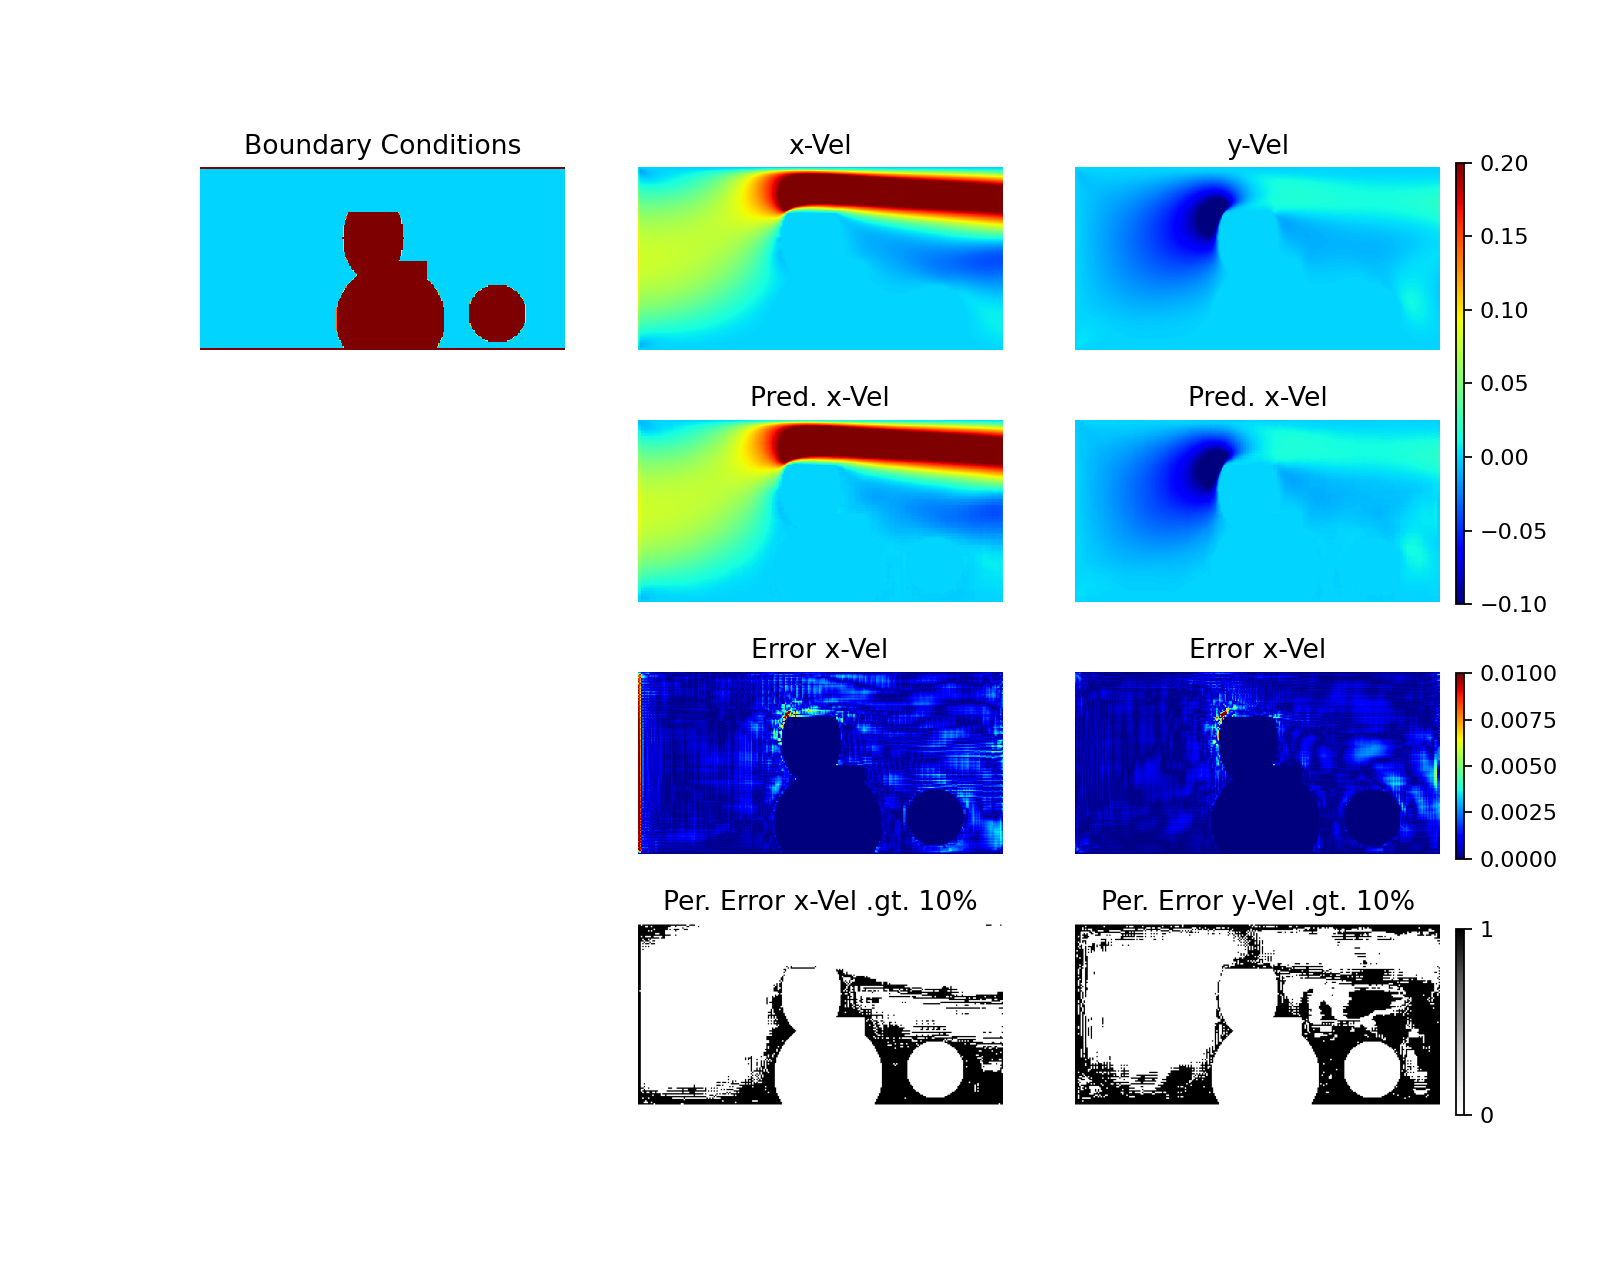 Boundary Conditions
x-Vel
y-Vel
0.20
0.15
0.10
0.05
0.00
−0.05
−0.10
Pred. x-Vel
Pred. x-Vel
Error x-Vel
Error x-Vel
0.0100
0.0075
0.0050
0.0025
0.0000
Per. Error x-Vel .gt. 10%
Per. Error y-Vel .gt. 10%
1
0